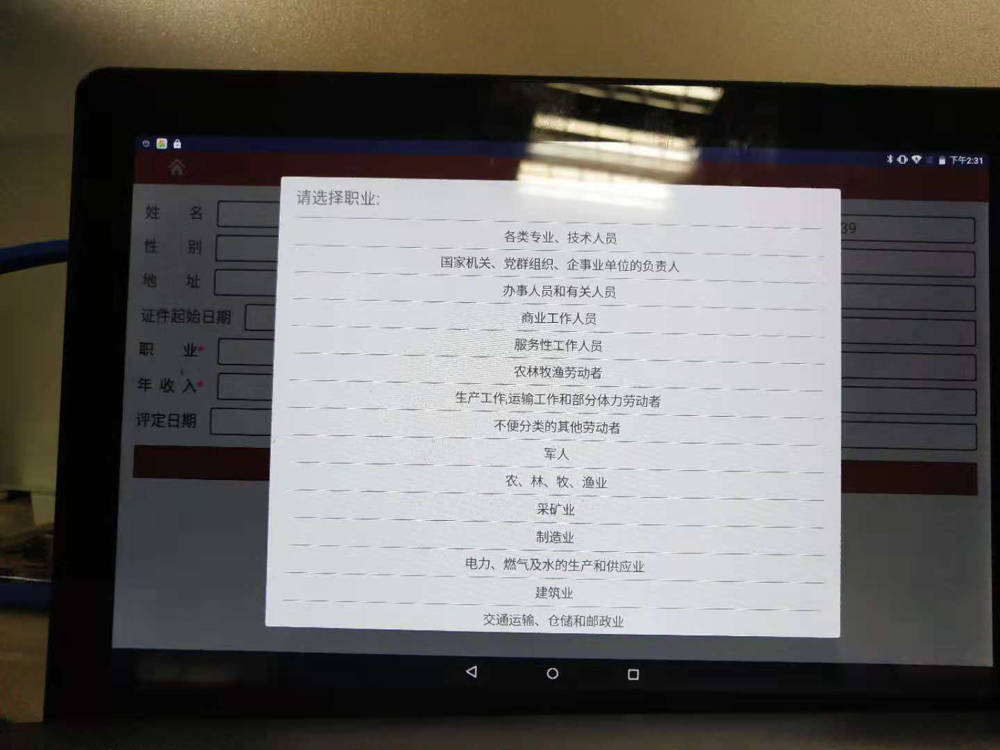 下午2:31
请选择职业:
各类专业、技术人员
国家机关、党群组织、企事业单位的负责人
办事人员和有关人员
商业工作人员
服务性工作人员
农林牧渔劳动者
生产工作,运输工作和部分体力劳动者
不便分类的其他劳动者
军人
农、林、牧、渔业
采矿业
制造业
电力、燃气及水的生产和供应业
建筑业
交通运输、仓储和邮政业
姓 名
39
性 别
地 址
证件起始日期
职 业*
年 收 入*
评定日期